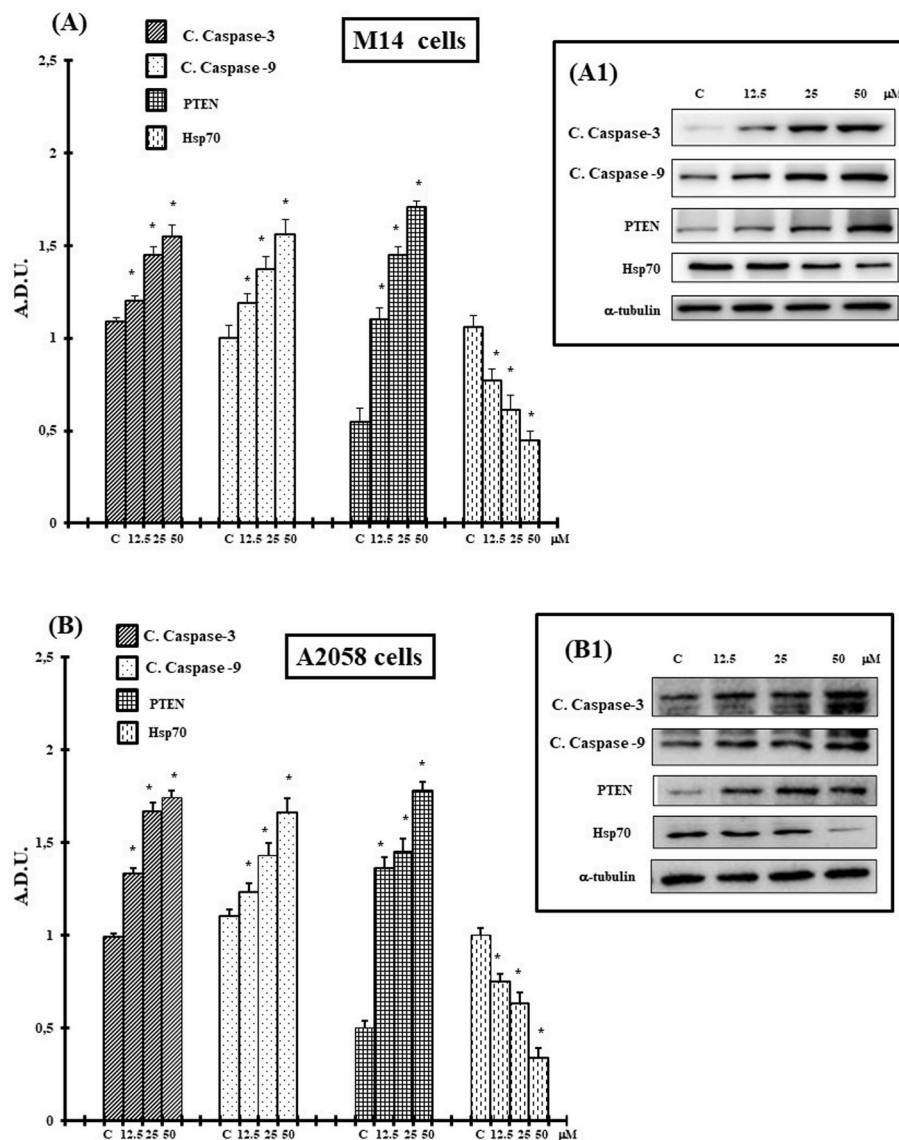 (A)
M14 cells
C. Caspase-3
C. Caspase -9
PTEN
Hsp70
2,5
2
1,5
1
0,5
0
A.D.U.
* * *
* * *
* * *
* * *
C 12.5 25 50 C 12.5 25 50 C 12.5 25 50 C 12.5 25 50 µM
(A1)
C 12.5 25 50 µM
C. Caspase-3
C. Caspase -9
PTEN
Hsp70
α-tubulin
(B)
A2058 cells
C. Caspase-3
C. Caspase -9
PTEN
Hsp70
2,5
2
1,5
1
0,5
0
A.D.U.
* * *
* * *
* * *
* * *
C 12.5 25 50 C 12.5 25 50 C 12.5 25 50 C 12.5 25 50 µM
(B1)
C 12.5 25 50 µM
C. Caspase-3
C. Caspase -9
PTEN
Hsp70
α-tubulin